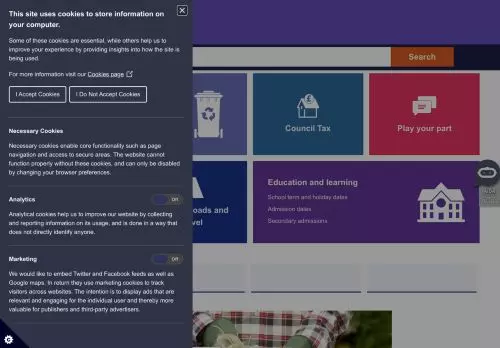 This site uses cookies to store information on
your computer.
Some of these cookies are essential, while others help us to
improve your experience by providing insights into how the site is
being used.
For more information visit our Cookies page
I Accept Cookies
I Do Not Accept Cookies
Necessary Cookies
Necessary cookies enable core functionality such as page
navigation and access to secure areas. The website cannot
function properly without these cookies, and can only be disabled
by changing your browser preferences.
Analytics
Off
Analytical cookies help us to improve our website by collecting
and reporting information on its usage, and is done in a way that
does not directly identify anyone.
Marketing
Off
We would like to embed Twitter and Facebook feeds as well as
Google maps. In return they use marketing cookies to track
visitors across websites. The intention is to display ads that are
relevant and engaging for the individual user and thereby more
valuable for publishers and third-party advertisers.
Search
Council Tax
Play your part
oads and
vel
Education and learning
School term and holiday dates
Admission dates
Secondary admissions